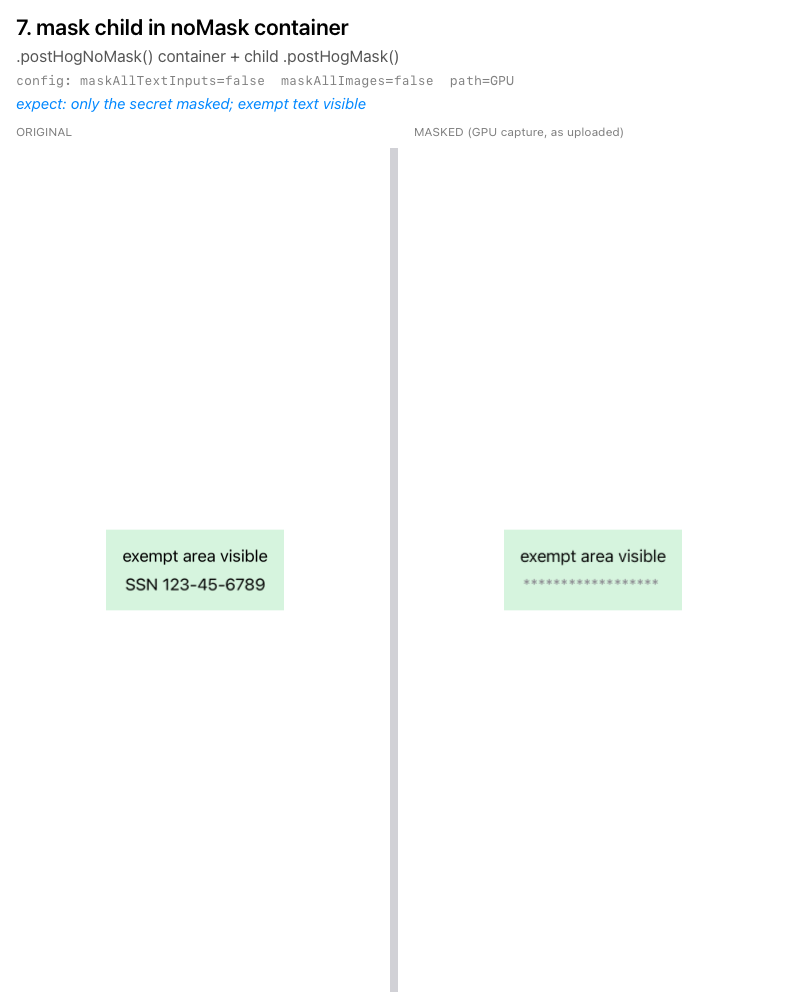 7. mask child in noMask container
.postHogNoMask() container + child .postHogMask()
config: maskAllTextInputs=false  maskAllImages=false  path=GPU
expect: only the secret masked; exempt text visible
ORIGINAL
MASKED (GPU capture, as uploaded)
exempt area visible
SSN 123-45-6789
exempt area visible
******************